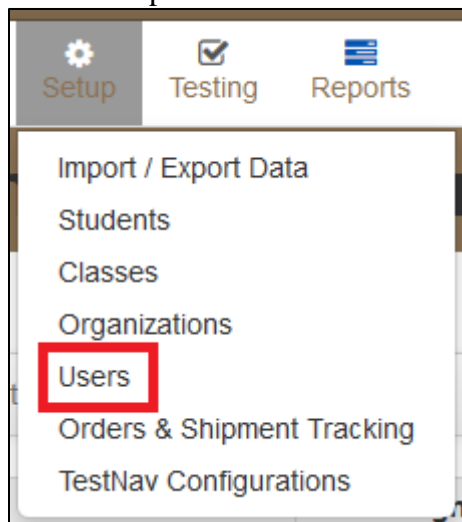 Setup Testing Reports
Import / Export Data
Students
Classes
Organizations
Users
Orders & Shipment Tracking
TestNav Configurations